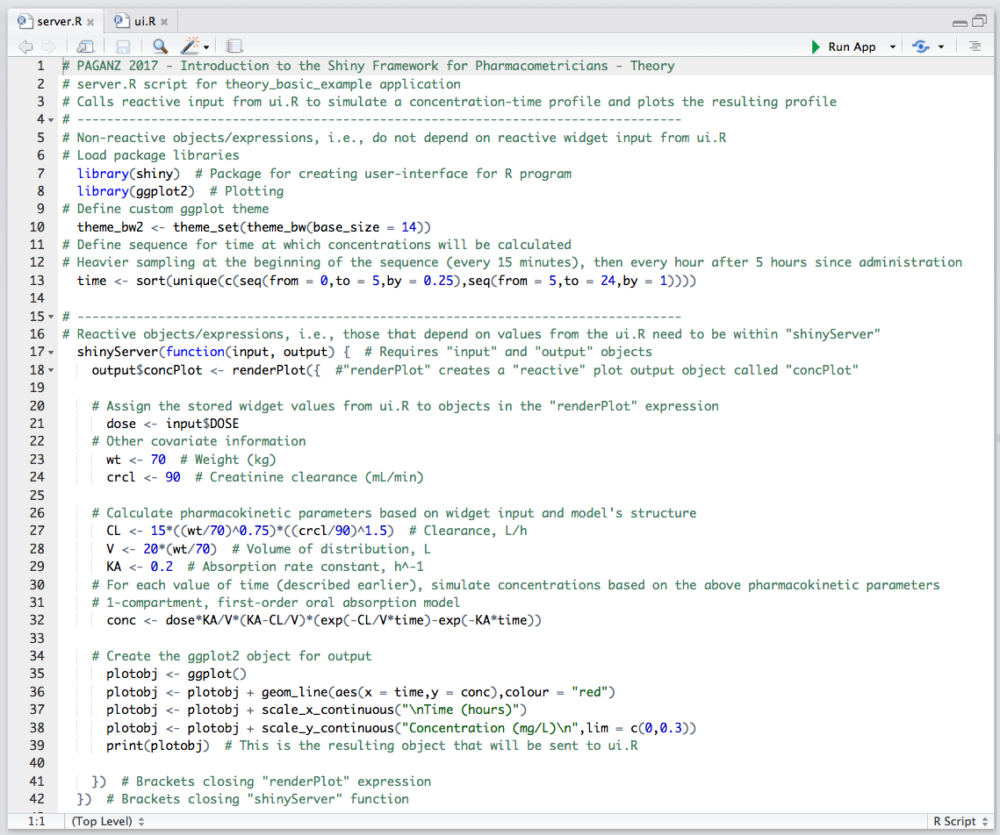 server.R
ui.R
Run App
1 # PAGANZ 2017 - Introduction to the Shiny Framework for Pharmacometricians - Theory
2 # server.R script for theory_basic_example application
3 # Calls reactive input from ui.R to simulate a concentration-time profile and plots the resulting profile
4 # ----------------------------------------------------------------------------------
5 # Non-reactive objects/expressions, i.e., do not depend on reactive widget input from ui.R
6 # Load package libraries
7 library(shiny)  # Package for creating user-interface for R program
8 library(ggplot2)  # Plotting
9 # Define custom ggplot theme
10 theme_bw2 <- theme_set(theme_bw(base_size = 14))
11 # Define sequence for time at which concentrations will be calculated
12 # Heavier sampling at the beginning of the sequence (every 15 minutes), then every hour after 5 hours since administration
13 time <- sort(unique(c(seq(from = 0,to = 5,by = 0.25),seq(from = 5,to = 24,by = 1))))
14
15 # ----------------------------------------------------------------------------------
16 # Reactive objects/expressions, i.e., those that depend on values from the ui.R need to be within "shinyServer"
17 shinyServer(function(input, output) {  # Requires "input" and "output" objects
18 output$concPlot <- renderPlot({  #"renderPlot" creates a "reactive" plot output object called "concPlot"
19
20 # Assign the stored widget values from ui.R to objects in the "renderPlot" expression
21 dose <- input$DOSE
22 # Other covariate information
23 wt <- 70  # Weight (kg)
24 crcl <- 90  # Creatinine clearance (mL/min)
25
26 # Calculate pharmacokinetic parameters based on widget input and model's structure
27 CL <- 15*((wt/70)^0.75)*((crcl/90)^1.5)  # Clearance, L/h
28 V <- 20*(wt/70)  # Volume of distribution, L
29 KA <- 0.2  # Absorption rate constant, h^-1
30 # For each value of time (described earlier), simulate concentrations based on the above pharmacokinetic parameters
31 # 1-compartment, first-order oral absorption model
32 conc <- dose*KA/V*(KA-CL/V)*(exp(-CL/V*time)-exp(-KA*time))
33
34 # Create the ggplot2 object for output
35 plotobj <- ggplot()
36 plotobj <- plotobj + geom_line(aes(x = time,y = conc),colour = "red")
37 plotobj <- plotobj + scale_x_continuous("\nTime (hours)")
38 plotobj <- plotobj + scale_y_continuous("Concentration (mg/L)\n",lim = c(0,0.3))
39 print(plotobj)  # This is the resulting object that will be sent to ui.R
40
41 })  # Brackets closing "renderPlot" expression
42 })  # Brackets closing "shinyServer" function
1:1 (Top Level) R Script